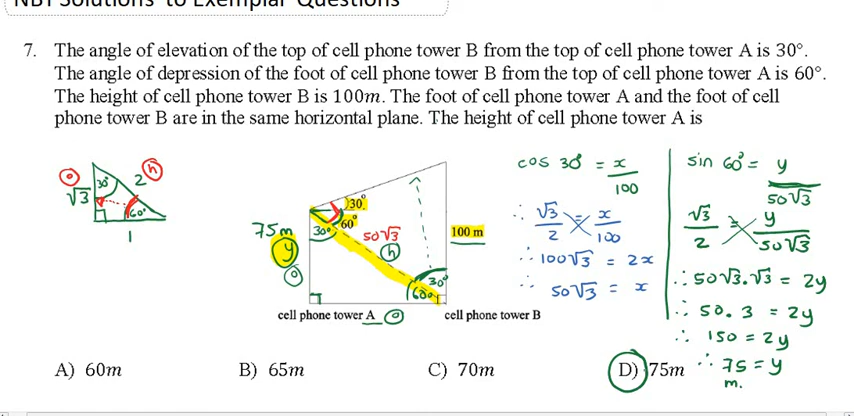 NBT Solutions to Exemplar Questions
7. The angle of elevation of the top of cell phone tower B from the top of cell phone tower A is 30°.
The angle of depression of the foot of cell phone tower B from the top of cell phone tower A is 60°.
The height of cell phone tower B is 100m. The foot of cell phone tower A and the foot of cell
phone tower B are in the same horizontal plane. The height of cell phone tower A is
O
√3
30°
2
h
60°
1
75m
y
O
30°
30°
60°
50√3
h
100 m
30°
60°
cell phone tower A O
cell phone tower B
cos 30° = x/100
∴ √3/2 = x/100
∴ 100√3 = 2x
∴ 50√3 = x
sin 60° = y/50√3
√3/2 = y/50√3
∴ 50√3.√3 = 2y
∴ 50.3 = 2y
∴ 150 = 2y
∴ 75 = y
m.
A) 60m
B) 65m
C) 70m
D) 75m